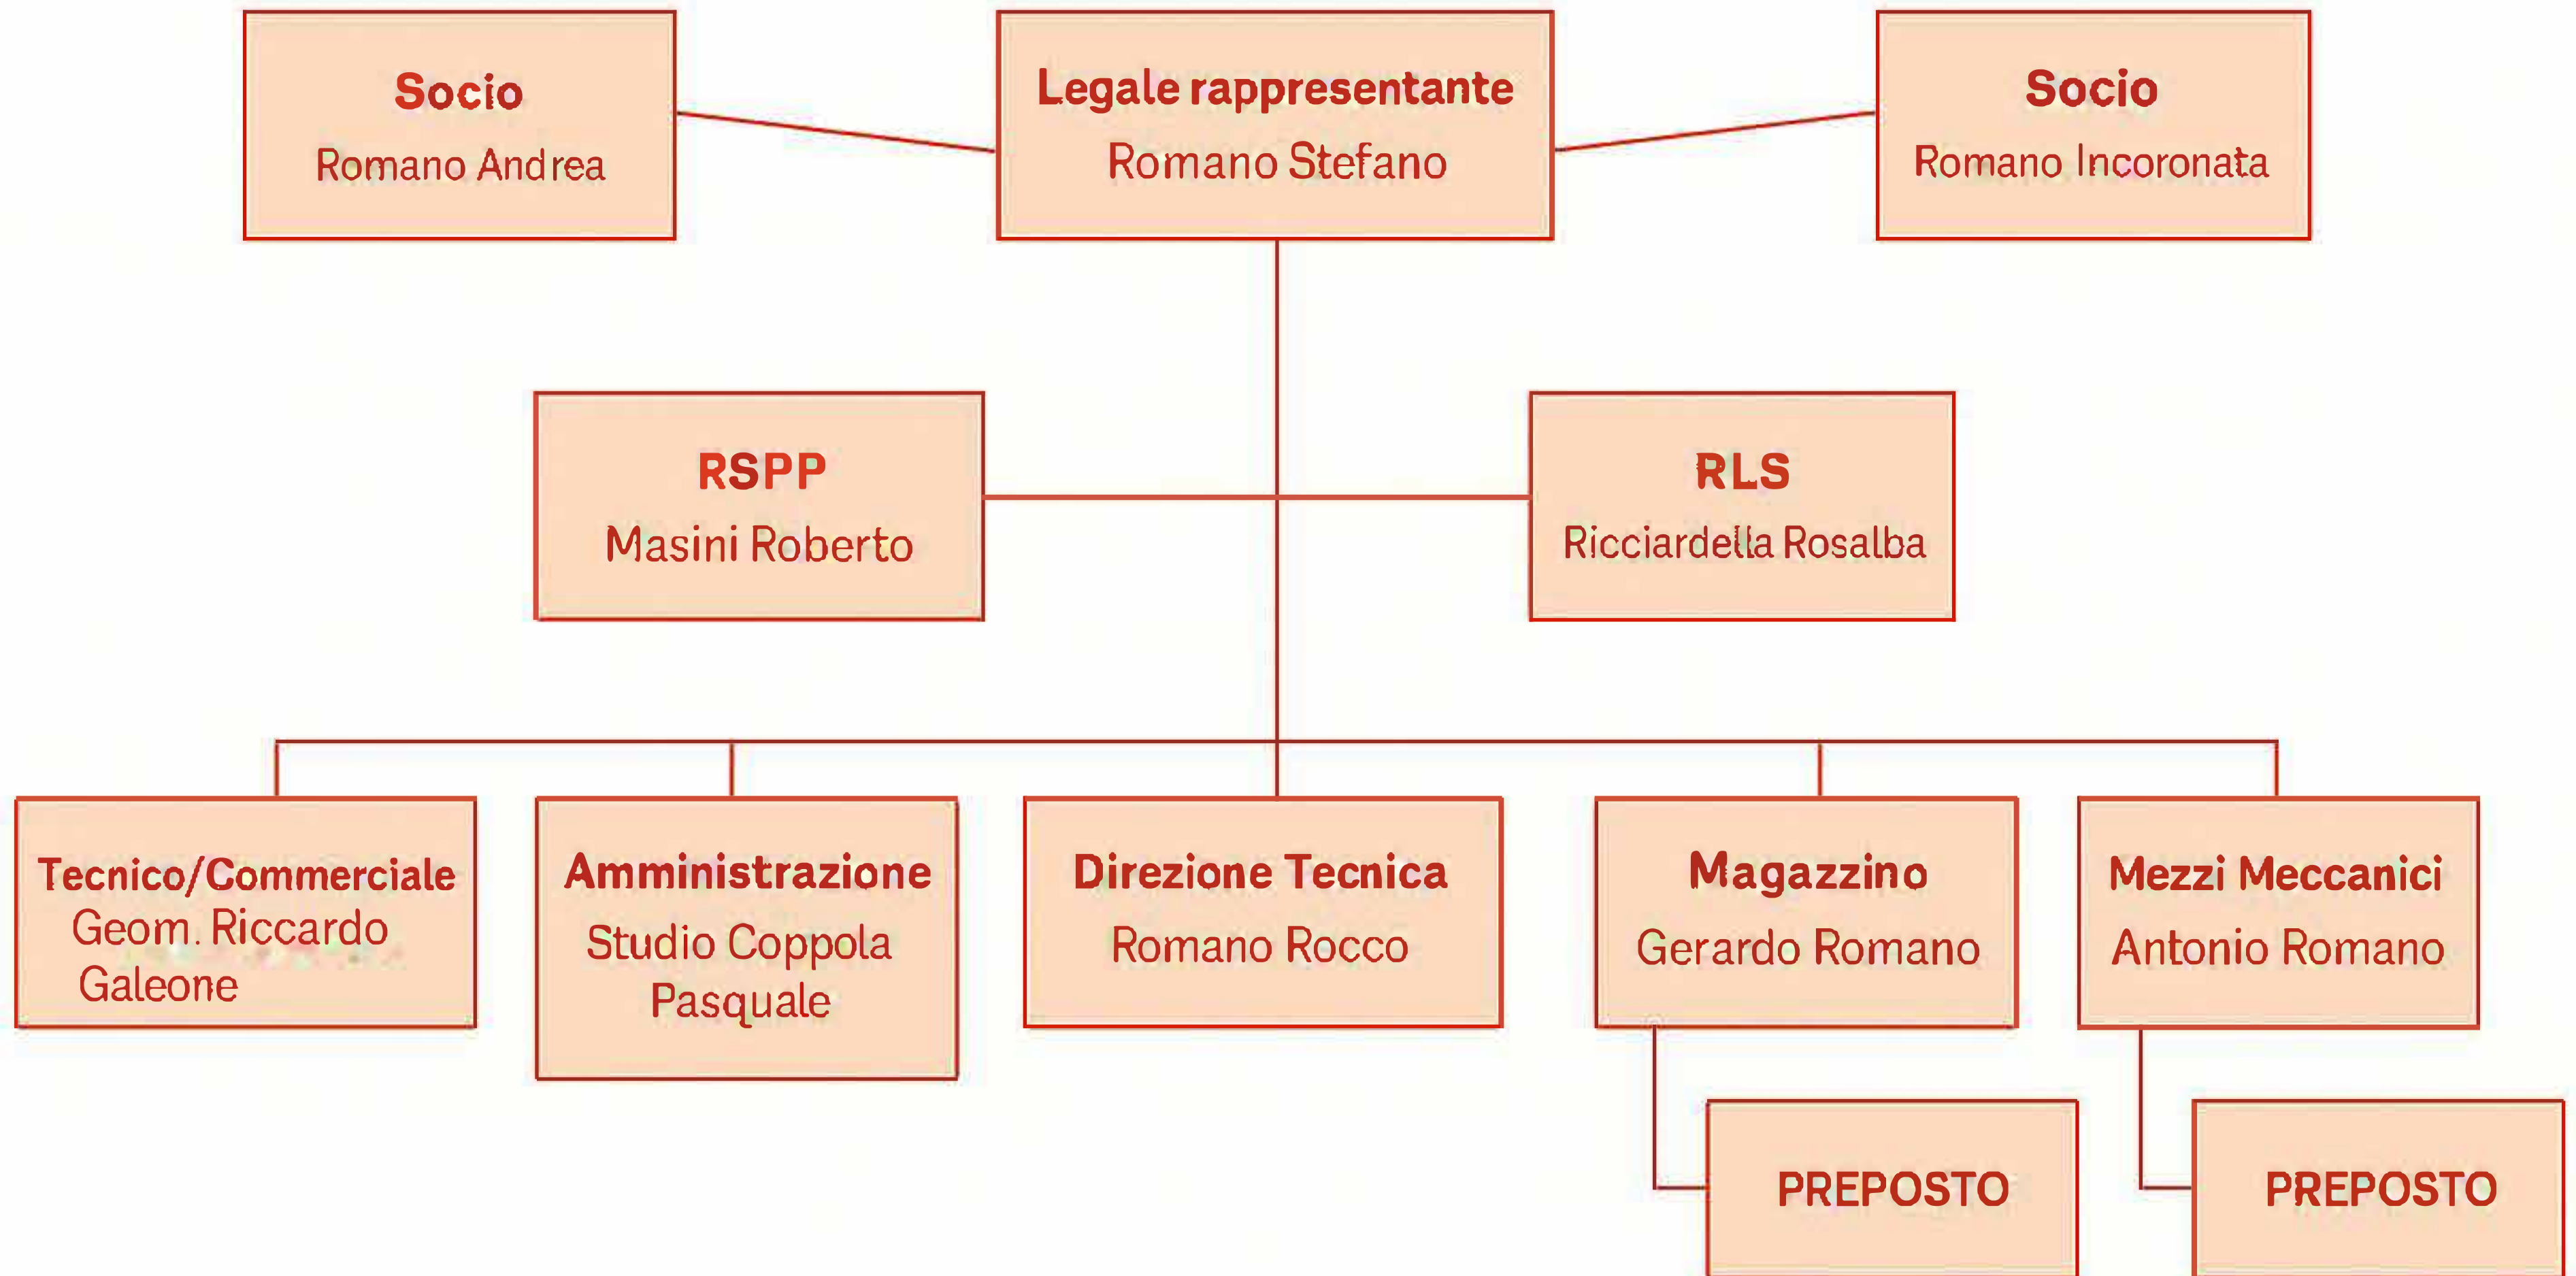 Socio
Romano Andrea
Legale rappresentante
Romano Stefano
Socio
Romano Incoronata
RSPP
Masini Roberto
RLS
Ricciardella Rosalba
Tecnico/Commerciale
Geom. Riccardo
Galeone
Amministrazione
Studio Coppola
Pasquale
Direzione Tecnica
Romano Rocco
Magazzino
Gerardo Romano
Mezzi Meccanici
Antonio Romano
PREPOSTO
PREPOSTO